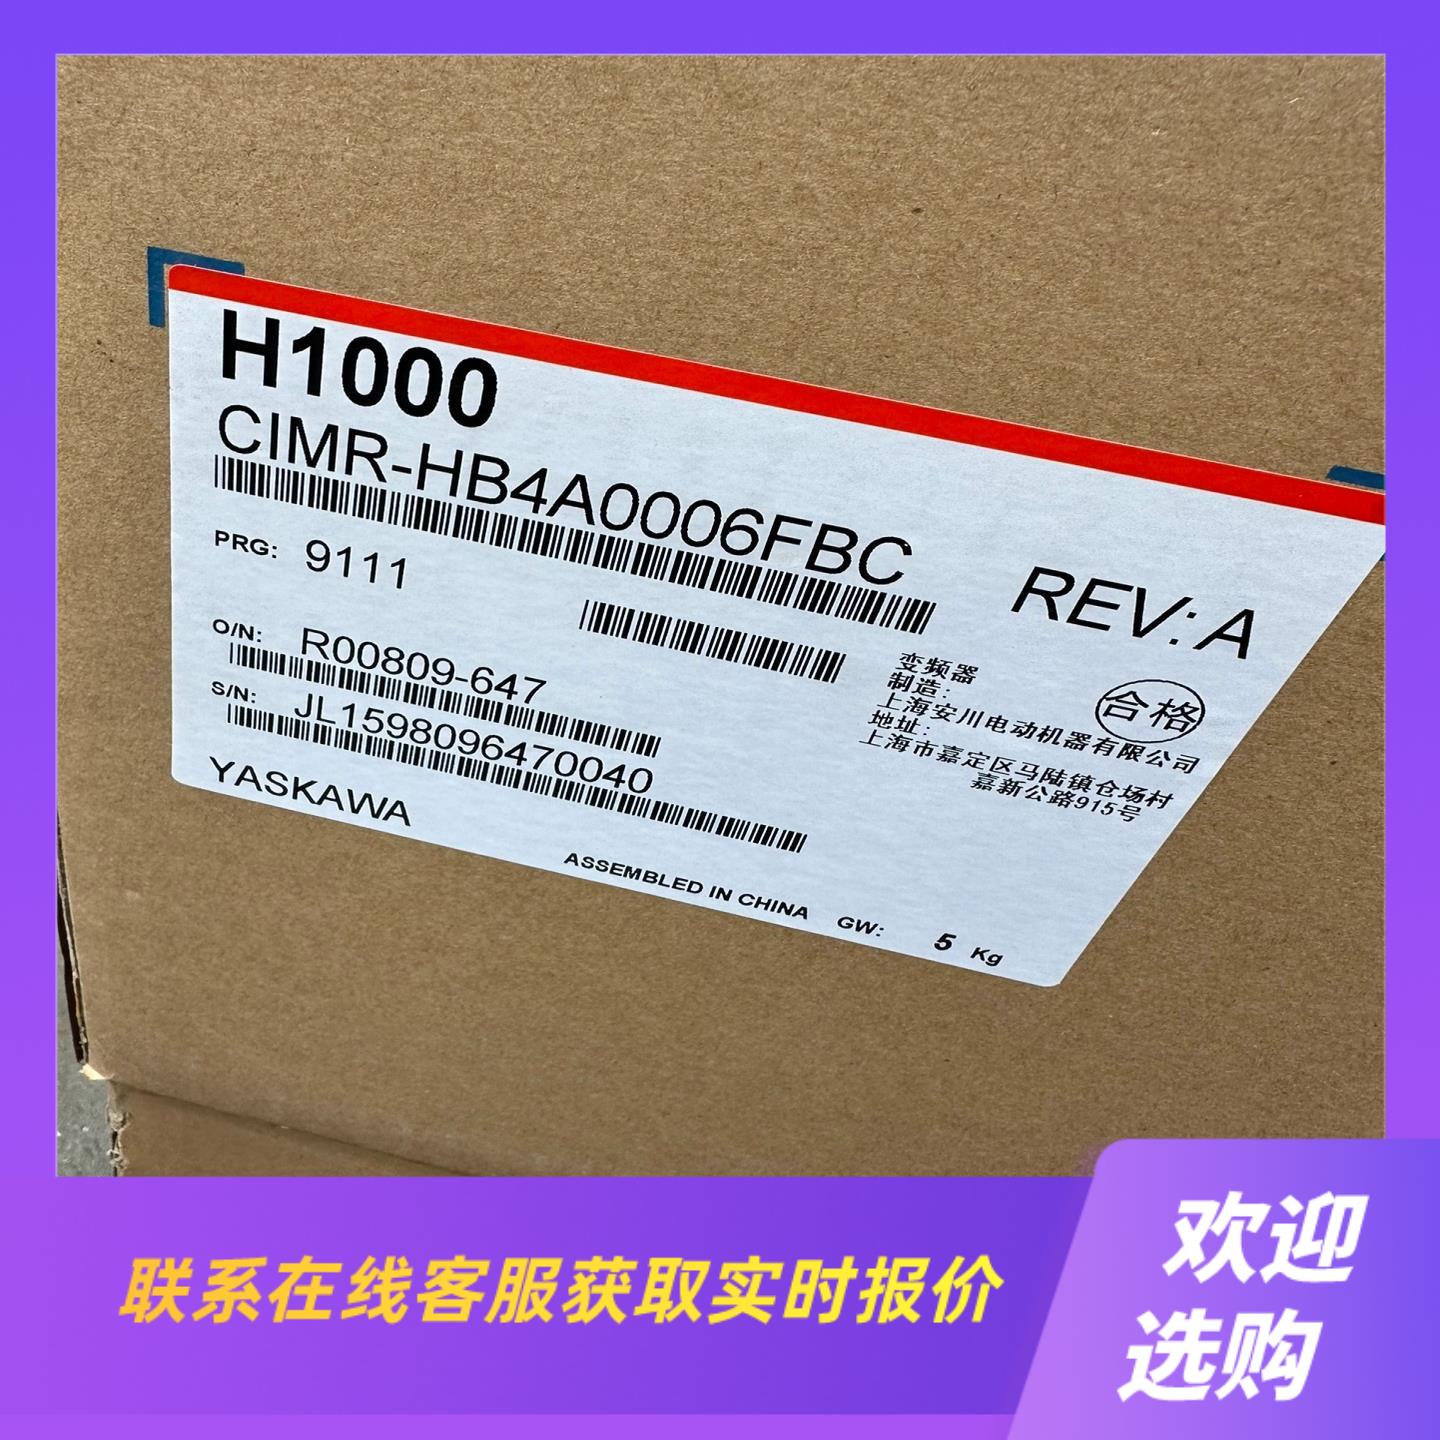 H1000
CIMR-HB4A0006FBC
REV:A
PRG: 9111
O/N: R00809-647
S/N: JL1598096470040
YASKAWA
变频器
制造:
上海安川电动机器有限公司
地址:
上海市嘉定区马陆镇仓场村
嘉新公路915号
合格
ASSEMBLED IN CHINA GW: 5 Kg
联系在线客服获取实时报价
欢迎
选购